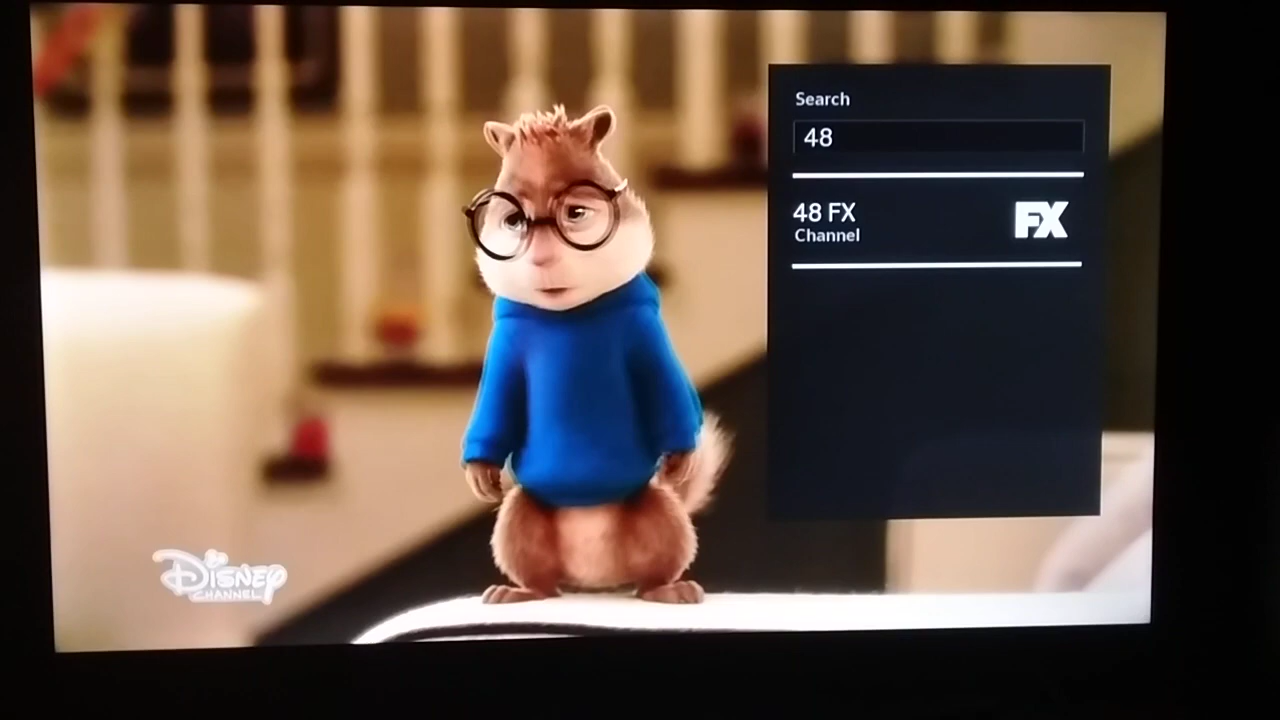 Search
48
48 FX
Channel
FX
Disney
CHANNEL